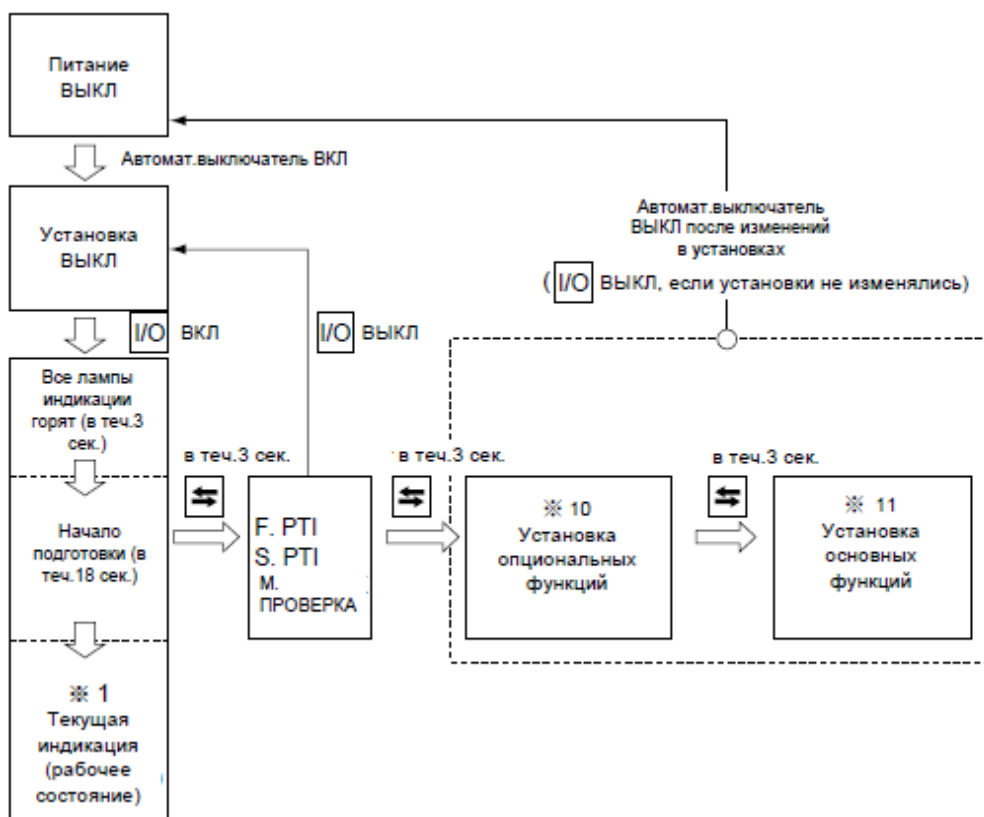 Питание
ВЫКЛ
Автомат.выключатель ВКЛ
Установка
ВЫКЛ
Автомат.выключатель
ВЫКЛ после изменений
в установках
( I/O ВЫКЛ, если установки не изменялись)
I/O ВКЛ
I/O ВЫКЛ
Все лампы
индикации
горят (в теч.3
сек.)
в теч.3 сек.
в теч.3 сек.
в теч.3 сек.
Начало
подготовки (в
теч.18 сек.)
F. PTI
S. PTI
М.
ПРОВЕРКА
※ 10
Установка
опциональных
функций
※ 11
Установка
основных
функций
※ 1
Текущая
индикация
(рабочее
состояние)